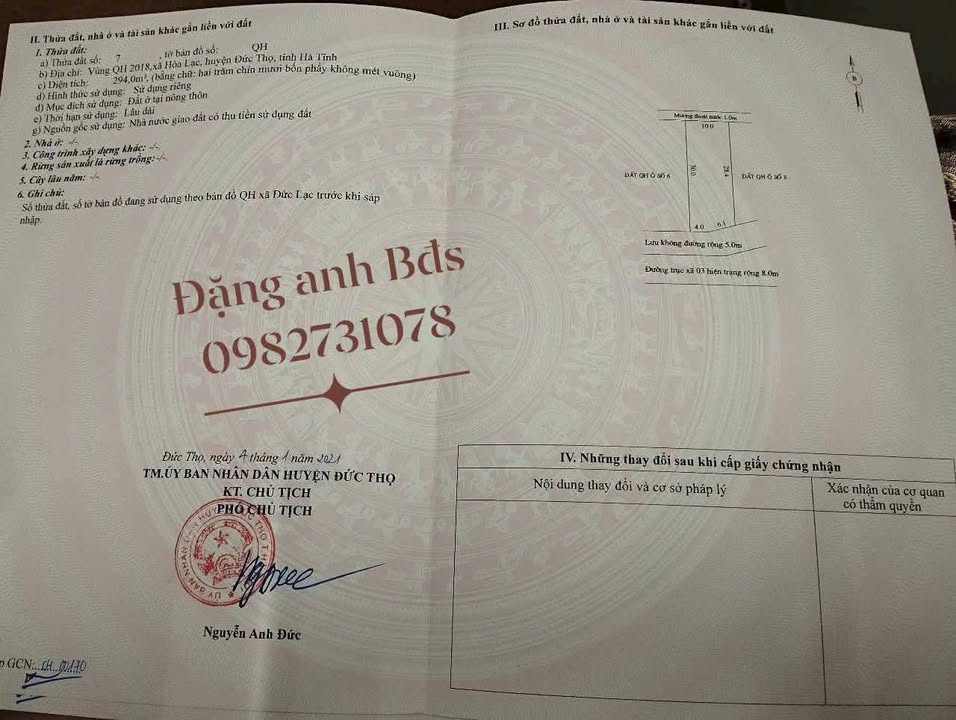 II. Thửa đất, nhà ở và tài sản khác gắn liền với đất
1. Thửa đất:
a) Thửa đất số: 7 , tờ bản đồ số: QH
b) Địa chỉ: Vùng QH 2018, xã Hòa Lạc, huyện Đức Thọ, tỉnh Hà Tĩnh
c) Diện tích: 294,0m², (bằng chữ: hai trăm chín mươi bốn phẩy không mét vuông)
d) Hình thức sử dụng: Sử dụng riêng
đ) Mục đích sử dụng: Đất ở tại nông thôn
e) Thời hạn sử dụng: Lâu dài
g) Nguồn gốc sử dụng: Nhà nước giao đất có thu tiền sử dụng đất
2. Nhà ở: -/-
3. Công trình xây dựng khác: -/-
4. Rừng sản xuất là rừng trồng: -/-
5. Cây lâu năm: -/-
6. Ghi chú:
Số thửa đất, số tờ bản đồ đang sử dụng theo bản đồ QH xã Đức Lạc trước khi sáp
nhập.
Đặng anh Bđs
0982731078
Đức Thọ, ngày 4 tháng 1 năm 2021
TM.ỦY BAN NHÂN DÂN HUYỆN ĐỨC THỌ
KT. CHỦ TỊCH
PHÓ CHỦ TỊCH
Nguyễn Anh Đức
GCN:...CH 00170
III. Sơ đồ thửa đất, nhà ở và tài sản khác gắn liền với đất
B
Mương thoát nước 1.0m
10.0
ĐẤT QH Ô SỐ 6
30.0
ĐẤT QH Ô SỐ 8
4.0
6.1
Lưu không đường rộng 5.0m
Đường trục xã 03 hiện trạng rộng 8.0m
IV. Những thay đổi sau khi cấp giấy chứng nhận
Nội dung thay đổi và cơ sở pháp lý
Xác nhận của cơ quan
có thẩm quyền